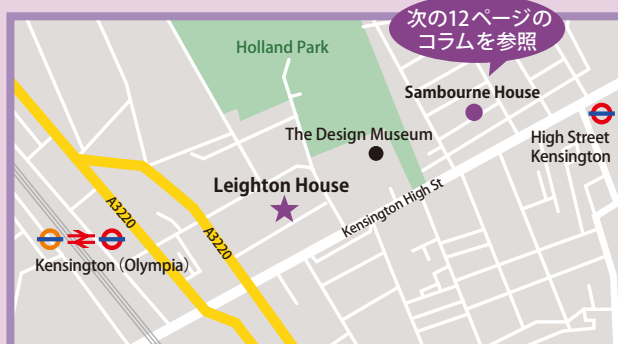 次の12ページの
コラムを参照
Holland Park
Sambourne House
The Design Museum
High Street
Kensington
Leighton House
Kensington High St
A3220
A3220
Kensington（Olympia）